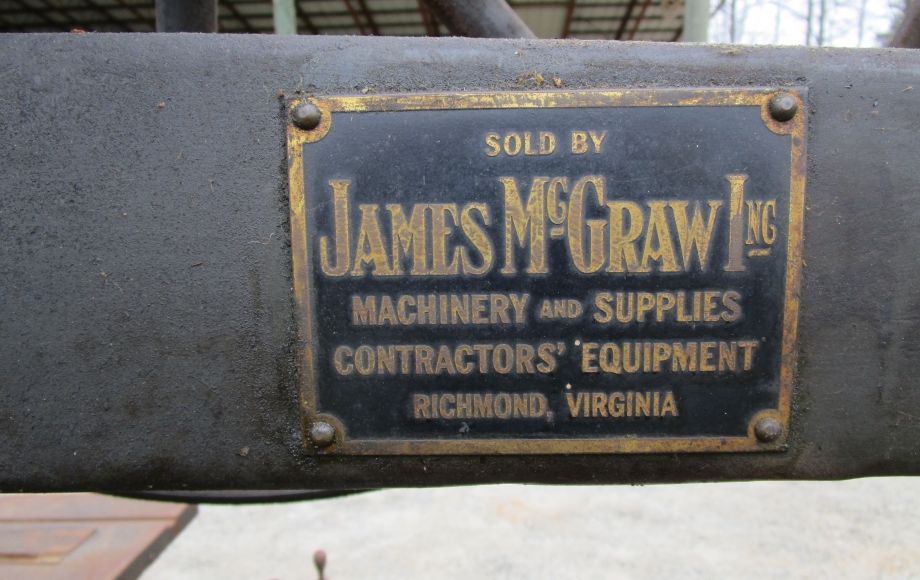 SOLD BY
JAMES McGRAW INC
MACHINERY AND SUPPLIES
CONTRACTORS' EQUIPMENT
RICHMOND, VIRGINIA